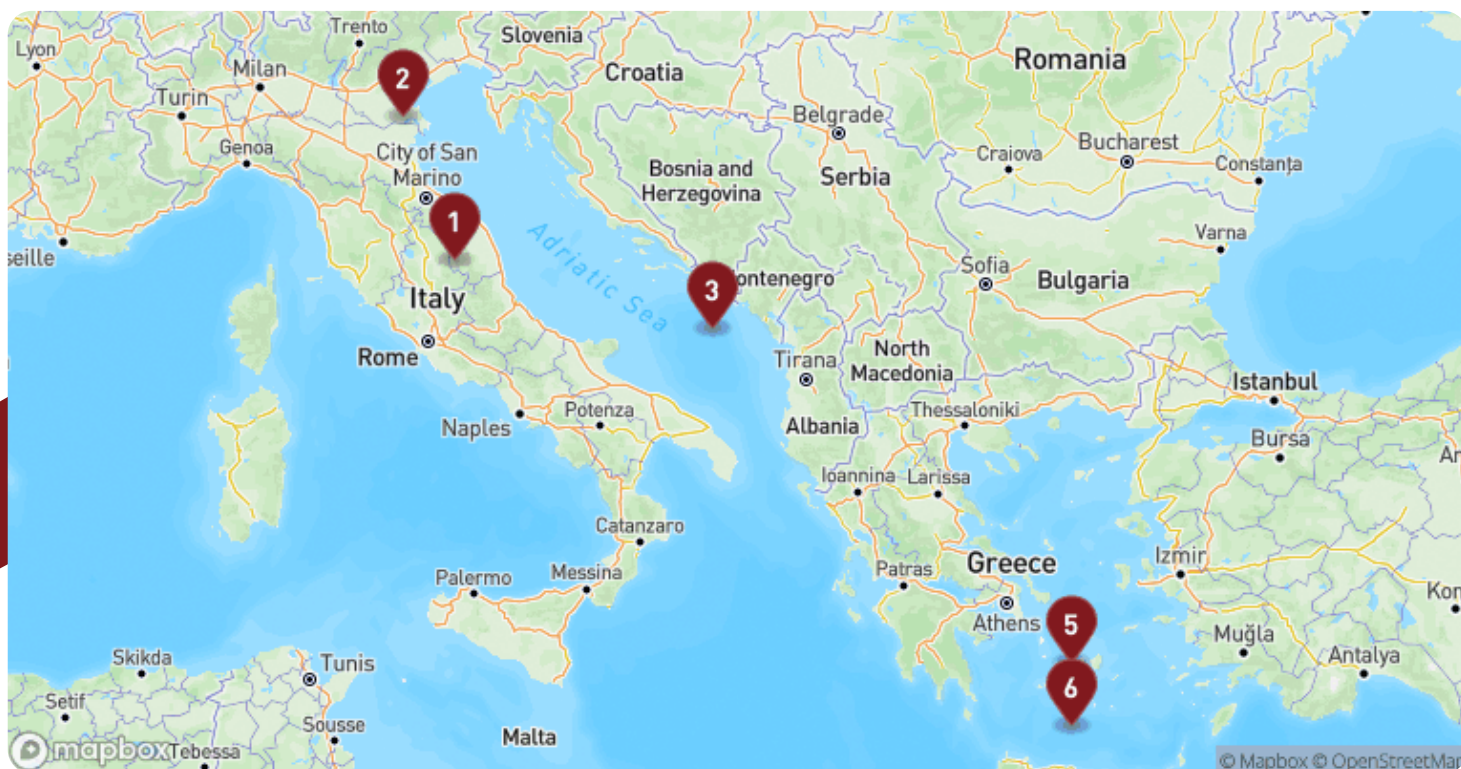 Lyon
Trento
Slovenia
Romania
2
Milan
Croatia
Turin
Belgrade
Genoa
City of San
Marino
Bosnia and
Herzegovina
Serbia
Craiova
Bucharest
Constanța
1
Adriatic Sea
Varna
seille
3
ontenegro
Sofia
Bulgaria
Italy
Rome
Tirana
North
Macedonia
Istanbul
Naples
Potenza
Albania
Thessaloniki
Bursa
An
Ioannina
Larissa
Catanzaro
Izmir
Palermo
Messina
Patras
Greece
Kon
Athens
5
Muğla
Skikda
Tunis
Antalya
Setif
6
Sousse
Malta
mapbox
Tebessa
© Mapbox © OpenStreetMap